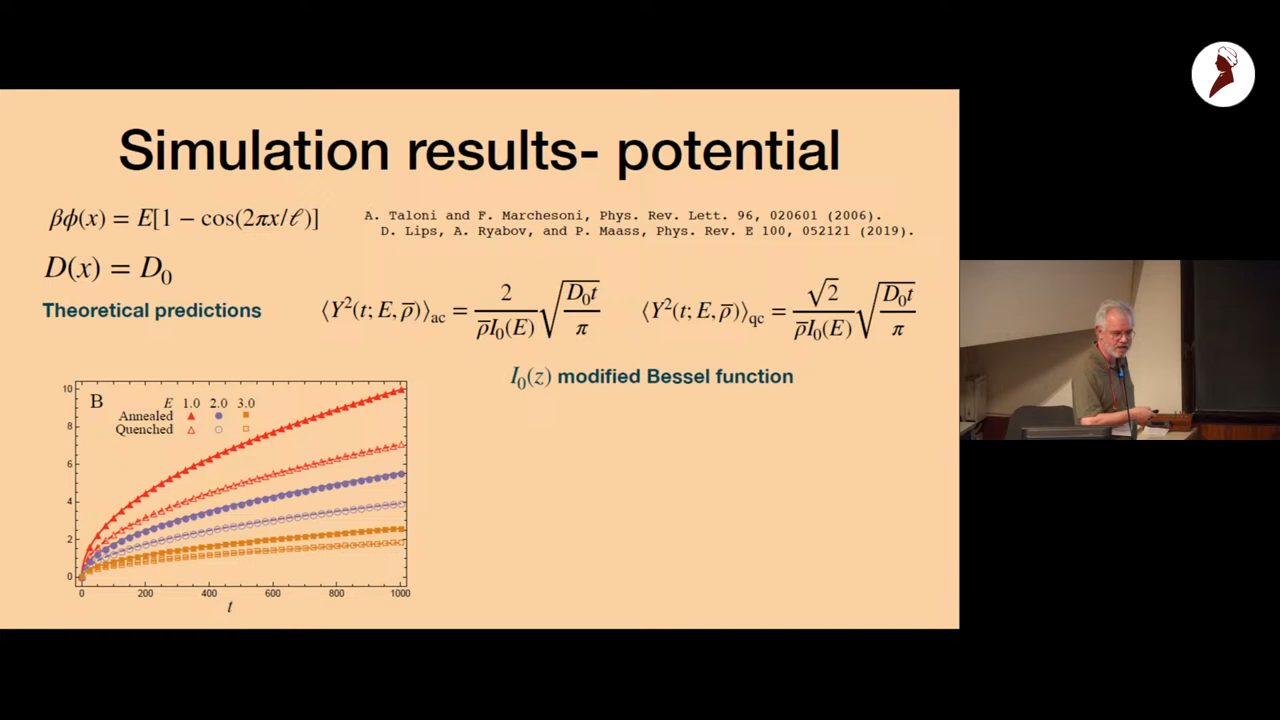 Simulation results- potential
βϕ(x) = E[1 − cos(2πx/ℓ)]
A. Taloni and F. Marchesoni, Phys. Rev. Lett. 96, 020601 (2006).
D. Lips, A. Ryabov, and P. Maass, Phys. Rev. E 100, 052121 (2019).
D(x) = D₀
Theoretical predictions
⟨Y²(t; E, ρ̅)⟩ac = 2/(ρ̅I₀(E)) √(D₀t/π)
⟨Y²(t; E, ρ̅)⟩qc = √2/(ρ̅I₀(E)) √(D₀t/π)
I₀(z) modified Bessel function
B
E 1.0 2.0 3.0
Annealed
Quenched
10
8
6
4
2
0
0 200 400 600 800 1000
t